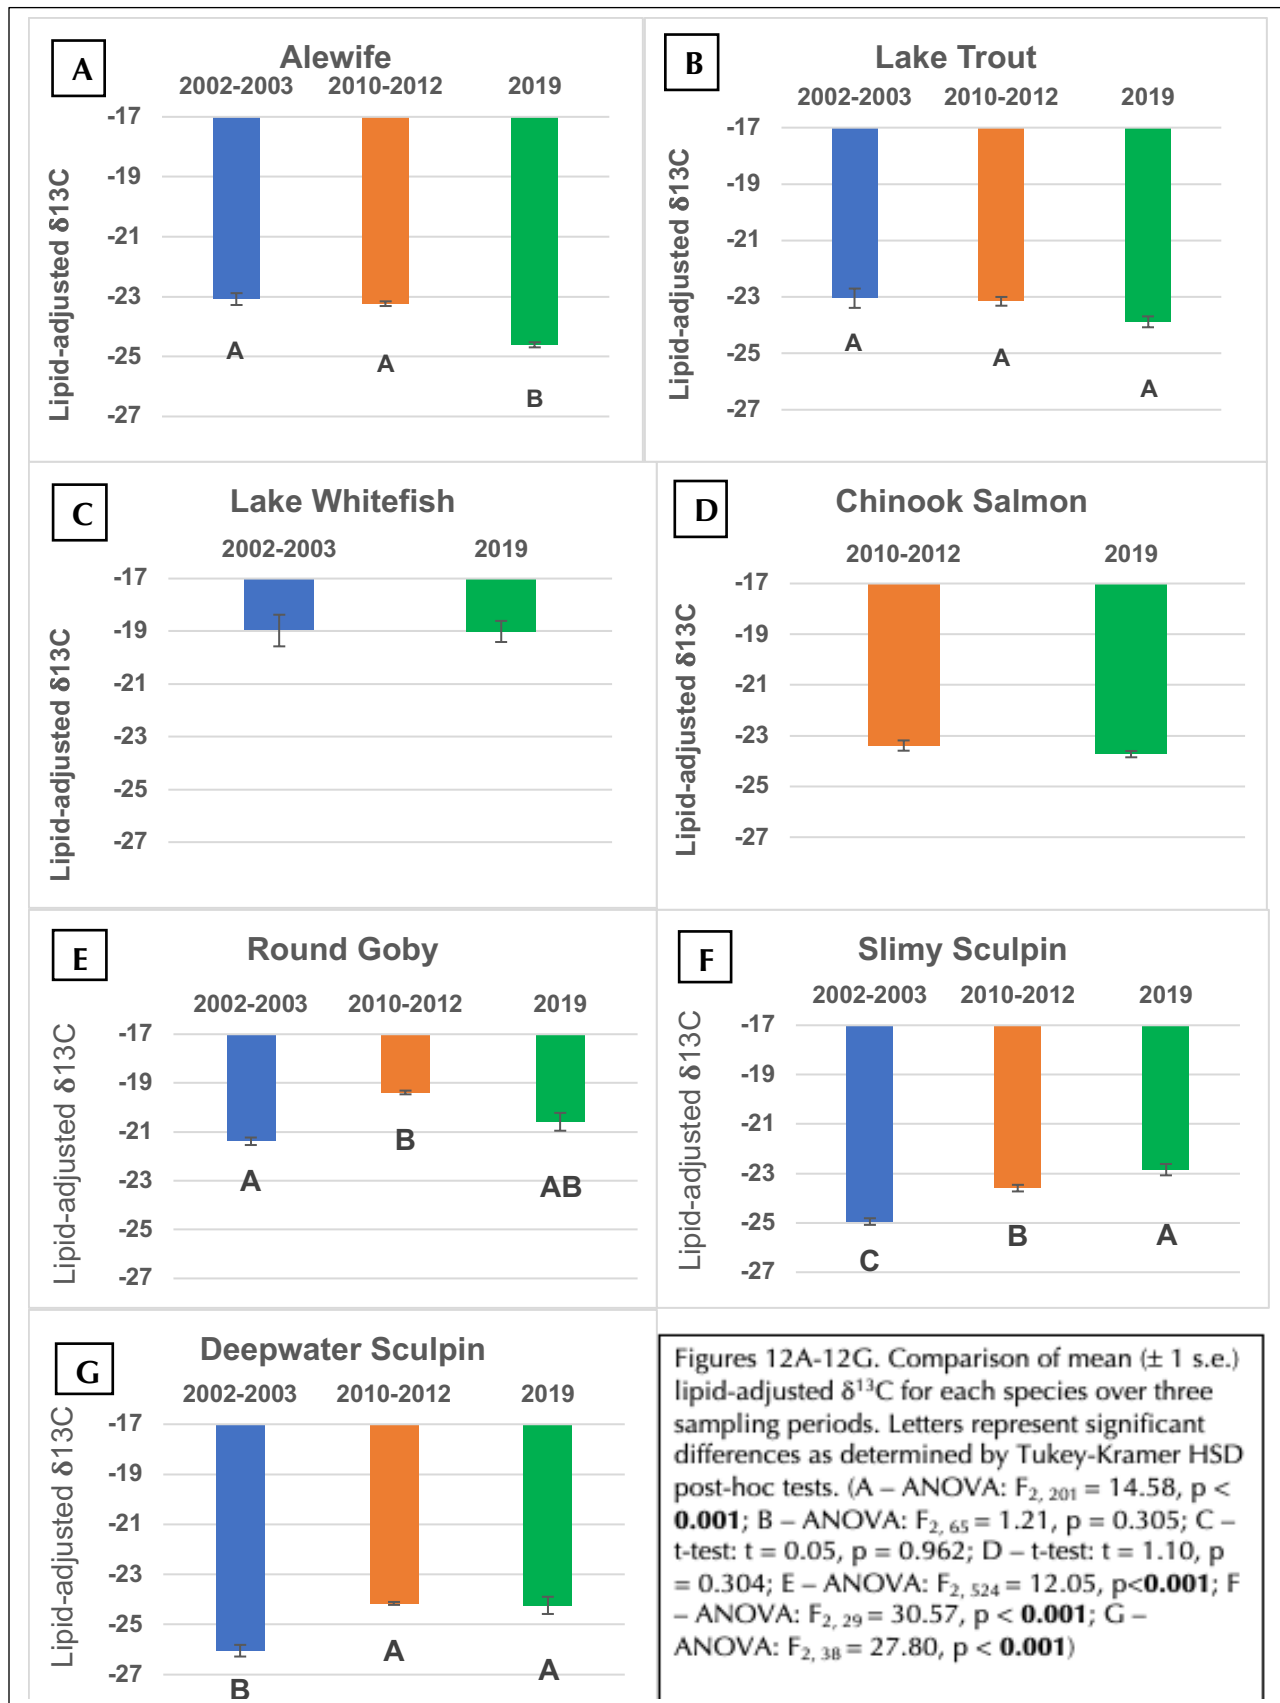 A
Alewife
2002-2003 2010-2012 2019
Lipid-adjusted δ13C
-17
-19
-21
-23
-25
-27
A A B
B
Lake Trout
2002-2003 2010-2012 2019
Lipid-adjusted δ13C
-17
-19
-21
-23
-25
-27
A A A
C
Lake Whitefish
2002-2003 2019
Lipid-adjusted δ13C
-17
-19
-21
-23
-25
-27
D
Chinook Salmon
2010-2012 2019
Lipid-adjusted δ13C
-17
-19
-21
-23
-25
-27
E
Round Goby
2002-2003 2010-2012 2019
Lipid-adjusted δ13C
-17
-19
-21
-23
-25
-27
A B AB
F
Slimy Sculpin
2002-2003 2010-2012 2019
Lipid-adjusted δ13C
-17
-19
-21
-23
-25
-27
C B A
G
Deepwater Sculpin
2002-2003 2010-2012 2019
Lipid-adjusted δ13C
-17
-19
-21
-23
-25
-27
B A A
Figures 12A-12G. Comparison of mean (± 1 s.e.)
lipid-adjusted δ¹³C for each species over three
sampling periods. Letters represent significant
differences as determined by Tukey-Kramer HSD
post-hoc tests. (A – ANOVA: F₂, ₂₀₁ = 14.58, p <
0.001; B – ANOVA: F₂, ₆₅ = 1.21, p = 0.305; C –
t-test: t = 0.05, p = 0.962; D – t-test: t = 1.10, p
= 0.304; E – ANOVA: F₂, ₅₂₄ = 12.05, p<0.001; F
– ANOVA: F₂, ₂₉ = 30.57, p < 0.001; G –
ANOVA: F₂, ₃₈ = 27.80, p < 0.001)